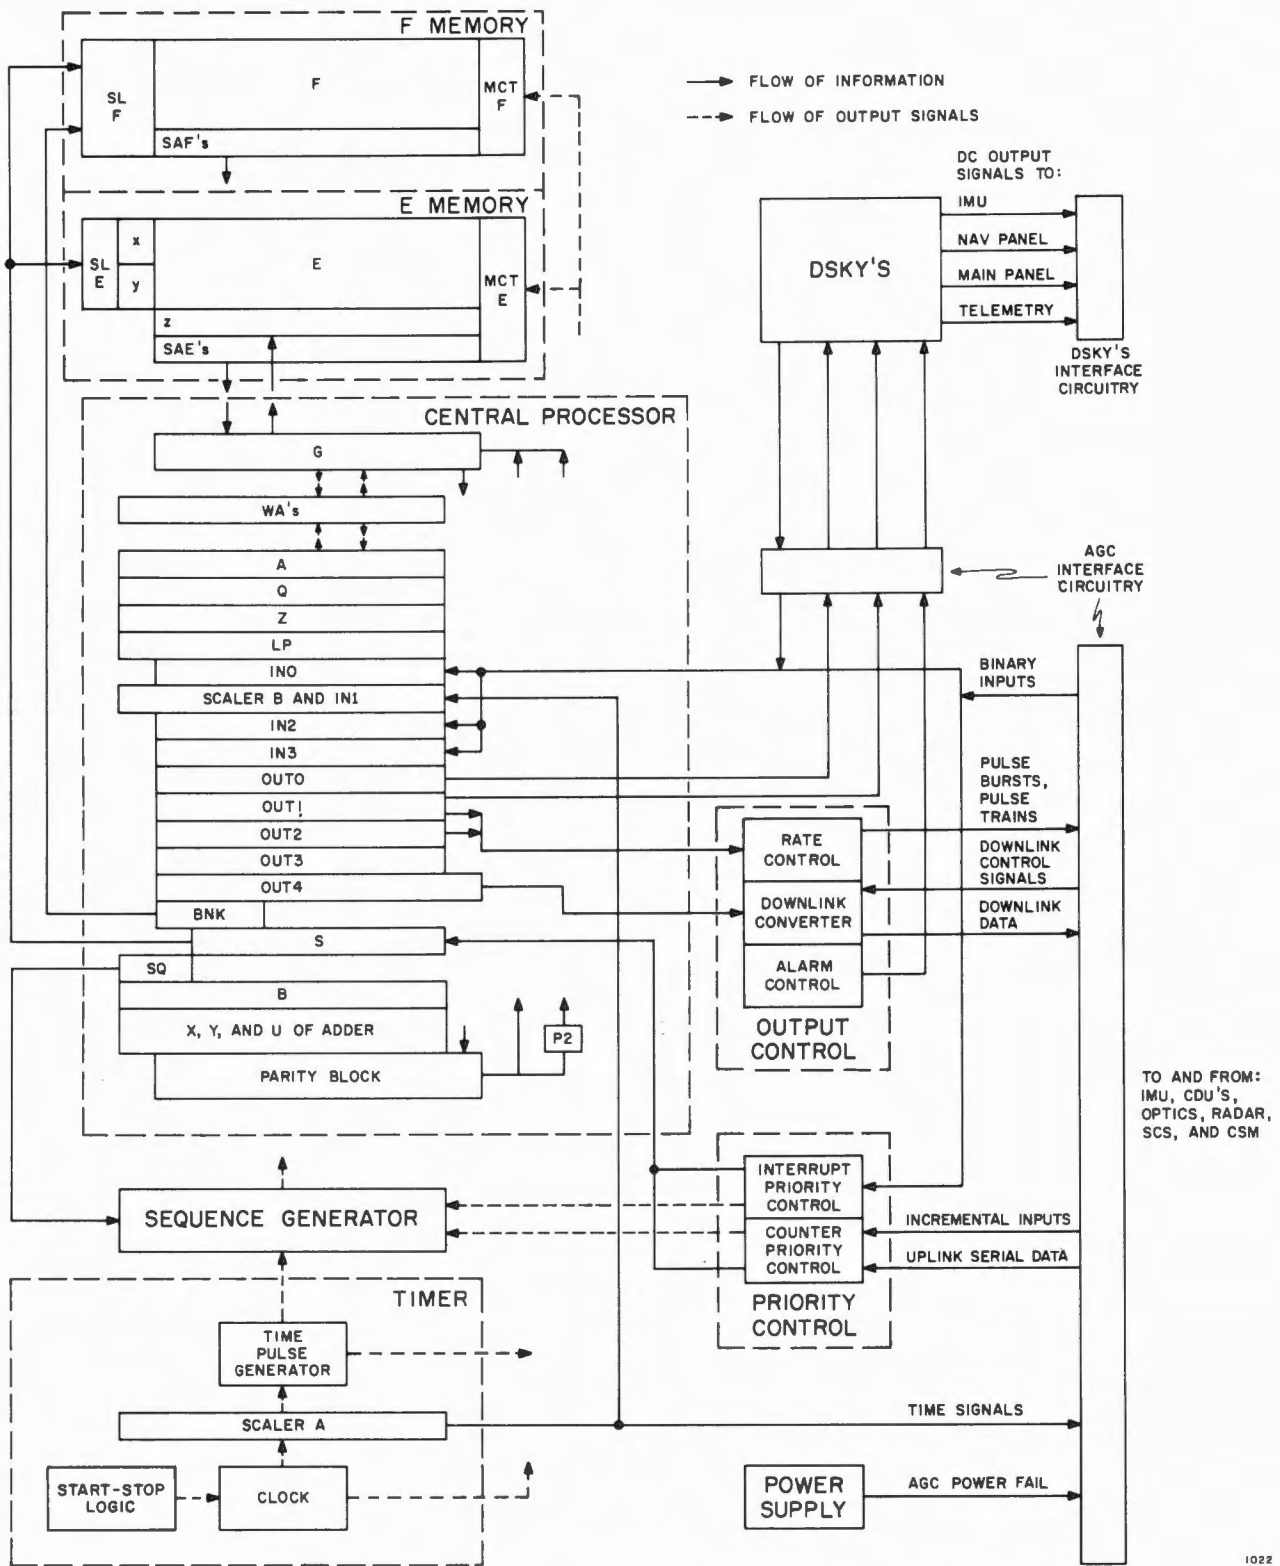 F MEMORY
SL
F
F
MCT
F
SAF's
E MEMORY
SL
E
x
y
E
MCT
E
z
SAE's
FLOW OF INFORMATION
FLOW OF OUTPUT SIGNALS
DC OUTPUT
SIGNALS TO:
IMU
NAV PANEL
MAIN PANEL
TELEMETRY
DSKY'S
DSKY'S
INTERFACE
CIRCUITRY
CENTRAL PROCESSOR
G
WA's
A
Q
Z
LP
INO
SCALER B AND IN1
IN2
IN3
OUTO
OUT1
OUT2
OUT3
OUT4
BNK
S
SQ
B
X, Y, AND U OF ADDER
P2
PARITY BLOCK
AGC
INTERFACE
CIRCUITRY
BINARY
INPUTS
PULSE
BURSTS,
PULSE
TRAINS
DOWNLINK
CONTROL
SIGNALS
DOWNLINK
DATA
RATE
CONTROL
DOWNLINK
CONVERTER
ALARM
CONTROL
OUTPUT
CONTROL
TO AND FROM:
IMU, CDU'S,
OPTICS, RADAR,
SCS, AND CSM
INTERRUPT
PRIORITY
CONTROL
COUNTER
PRIORITY
CONTROL
PRIORITY
CONTROL
INCREMENTAL INPUTS
UPLINK SERIAL DATA
SEQUENCE GENERATOR
TIMER
TIME
PULSE
GENERATOR
SCALER A
START-STOP
LOGIC
CLOCK
TIME SIGNALS
POWER
SUPPLY
AGC POWER FAIL
1022